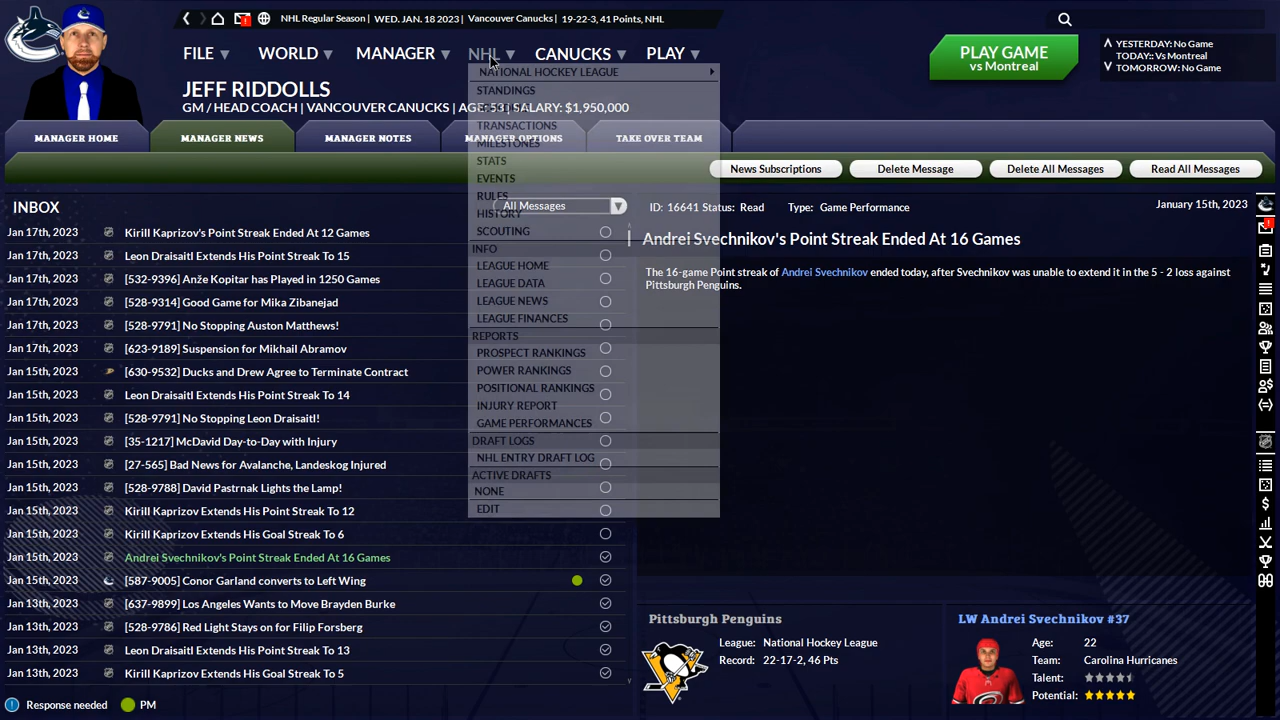 NHL Regular Season | WED. JAN. 18 2023 | Vancouver Canucks | 19-22-3, 41 Points, NHL
FILE WORLD MANAGER NHL CANUCKS PLAY
PLAY GAME
vs Montreal
YESTERDAY: No Game
TODAY:: Vs Montreal
TOMORROW: No Game
JEFF RIDDOLLS
GM / HEAD COACH | VANCOUVER CANUCKS | AGE: 53 | SALARY: $1,950,000
MANAGER HOME MANAGER NEWS MANAGER NOTES MANAGER OPTIONS TAKE OVER TEAM
News Subscriptions Delete Message Delete All Messages Read All Messages
NATIONAL HOCKEY LEAGUE
STANDINGS
TRANSACTIONS
MILESTONES
STATS
EVENTS
RULES
HISTORY
SCOUTING
INFO
LEAGUE HOME
LEAGUE DATA
LEAGUE NEWS
LEAGUE FINANCES
REPORTS
PROSPECT RANKINGS
POWER RANKINGS
POSITIONAL RANKINGS
INJURY REPORT
GAME PERFORMANCES
DRAFT LOGS
NHL ENTRY DRAFT LOG
ACTIVE DRAFTS
NONE
EDIT
INBOX
All Messages
Jan 17th, 2023 Kirill Kaprizov's Point Streak Ended At 12 Games
Jan 17th, 2023 Leon Draisaitl Extends His Point Streak To 15
Jan 17th, 2023 [532-9396] Anže Kopitar has Played in 1250 Games
Jan 17th, 2023 [528-9314] Good Game for Mika Zibanejad
Jan 17th, 2023 [528-9791] No Stopping Auston Matthews!
Jan 17th, 2023 [623-9189] Suspension for Mikhail Abramov
Jan 15th, 2023 [630-9532] Ducks and Drew Agree to Terminate Contract
Jan 15th, 2023 Leon Draisaitl Extends His Point Streak To 14
Jan 15th, 2023 [528-9791] No Stopping Leon Draisaitl!
Jan 15th, 2023 [35-1217] McDavid Day-to-Day with Injury
Jan 15th, 2023 [27-565] Bad News for Avalanche, Landeskog Injured
Jan 15th, 2023 [528-9788] David Pastrnak Lights the Lamp!
Jan 15th, 2023 Kirill Kaprizov Extends His Point Streak To 12
Jan 15th, 2023 Kirill Kaprizov Extends His Goal Streak To 6
Jan 15th, 2023 Andrei Svechnikov's Point Streak Ended At 16 Games
Jan 15th, 2023 [587-9005] Conor Garland converts to Left Wing
Jan 13th, 2023 [637-9899] Los Angeles Wants to Move Brayden Burke
Jan 13th, 2023 [528-9786] Red Light Stays on for Filip Forsberg
Jan 13th, 2023 Leon Draisaitl Extends His Point Streak To 13
Jan 13th, 2023 Kirill Kaprizov Extends His Goal Streak To 5
Response needed PM
ID: 16641 Status: Read Type: Game Performance January 15th, 2023
Andrei Svechnikov's Point Streak Ended At 16 Games
The 16-game Point streak of Andrei Svechnikov ended today, after Svechnikov was unable to extend it in the 5 - 2 loss against
Pittsburgh Penguins.
Pittsburgh Penguins
League: National Hockey League
Record: 22-17-2, 46 Pts
LW Andrei Svechnikov #37
Age: 22
Team: Carolina Hurricanes
Talent:
Potential: